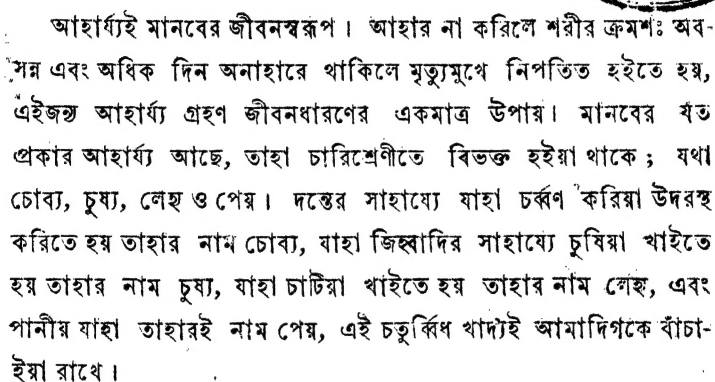 আহার্য্যই মানবের জীবনস্বরূপ। আহার না করিলে শরীর ক্রমশঃ অব-
সন্ন এবং অধিক দিন অনাহারে থাকিলে মৃত্যুমুখে নিপতিত হইতে হয়,
এইজন্য আহার্য্য গ্রহণ জীবনধারণের একমাত্র উপায়। মানবের যত
প্রকার আহার্য্য আছে, তাহা চারিশ্রেণীতে বিভক্ত হইয়া থাকে; যথা
চোব্য, চুষ্য, লেহ্য ও পেয়। দন্তের সাহায্যে যাহা চর্ব্বণ করিয়া উদরস্থ
করিতে হয় তাহার নাম চোব্য, যাহা জিহ্বাদির সাহায্যে চুষিয়া খাইতে
হয় তাহার নাম চুষ্য, যাহা চাটিয়া খাইতে হয় তাহার নাম লেহ্য, এবং
পানীয় যাহা তাহারই নাম পেয়, এই চতুর্ব্বিধ খাদ্যই আমাদিগকে বাঁচা-
ইয়া রাখে।